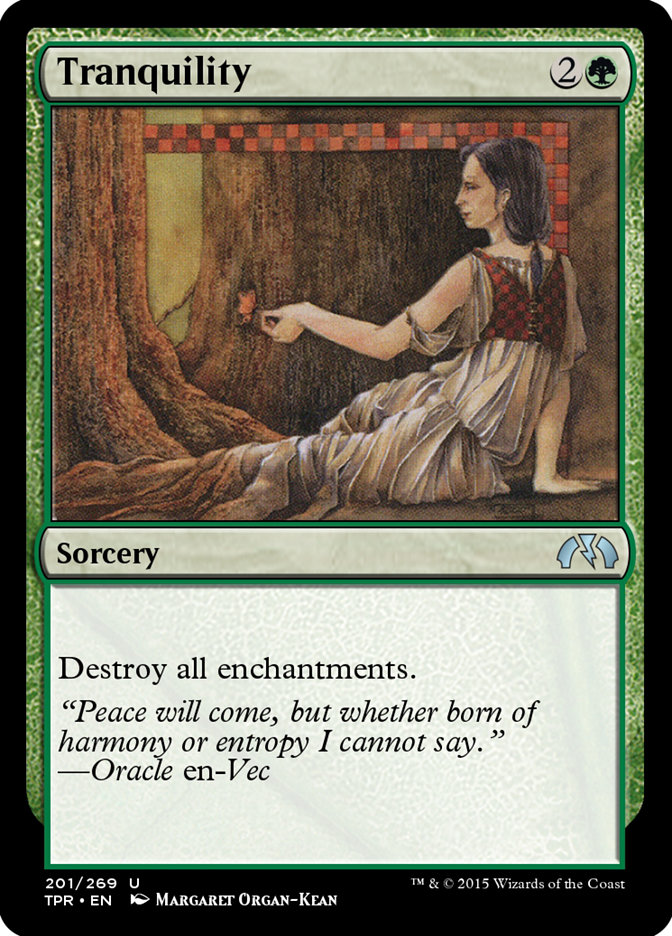 Tranquility 2
Sorcery
Destroy all enchantments.
“Peace will come, but whether born of
harmony or entropy I cannot say.”
—Oracle en-Vec
201/269 U
TPR • EN Margaret Organ-Kean
™ & © 2015 Wizards of the Coast